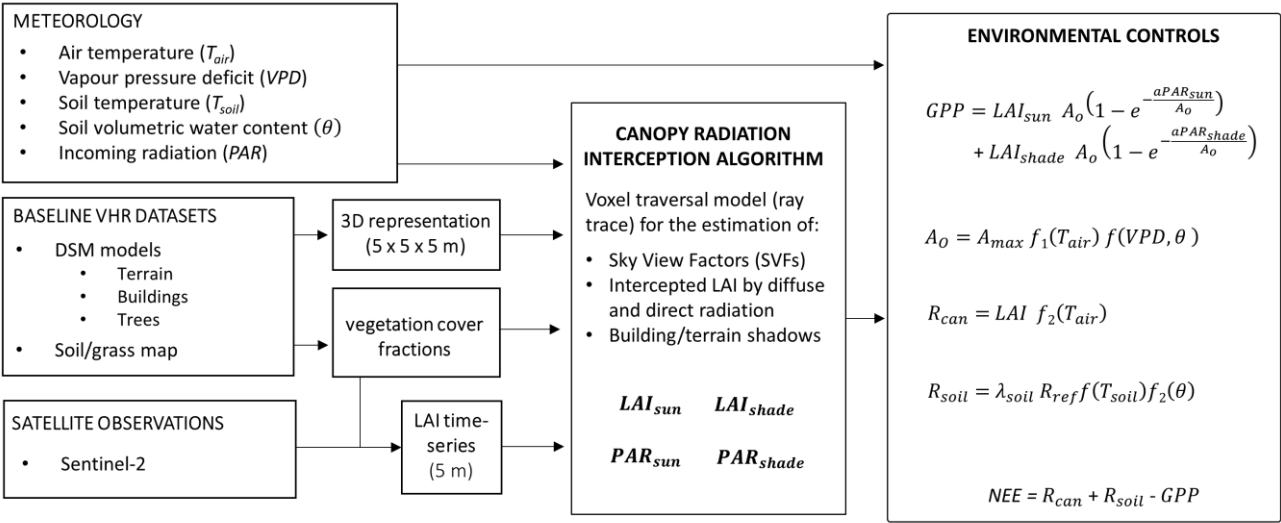 METEOROLOGY
• Air temperature (T_air)
• Vapour pressure deficit (VPD)
• Soil temperature (T_soil)
• Soil volumetric water content (θ)
• Incoming radiation (PAR)
BASELINE VHR DATASETS
• DSM models
• Terrain
• Buildings
• Trees
• Soil/grass map
SATELLITE OBSERVATIONS
• Sentinel-2
3D representation
(5 x 5 x 5 m)
vegetation cover
fractions
LAI time-
series
(5 m)
CANOPY RADIATION
INTERCEPTION ALGORITHM
Voxel traversal model (ray
trace) for the estimation of:
• Sky View Factors (SVFs)
• Intercepted LAI by diffuse
and direct radiation
• Building/terrain shadows
LAI_sun LAI_shade
PAR_sun PAR_shade
ENVIRONMENTAL CONTROLS
GPP = LAI_sun A_o(1 − e^(−aPAR_sun/A_o))
+ LAI_shade A_o(1 − e^(−aPAR_shade/A_o))
A_O = A_max f_1(T_air) f(VPD, θ )
R_can = LAI f_2(T_air)
R_soil = λ_soil R_ref f(T_soil)f_2(θ)
NEE = R_can + R_soil - GPP